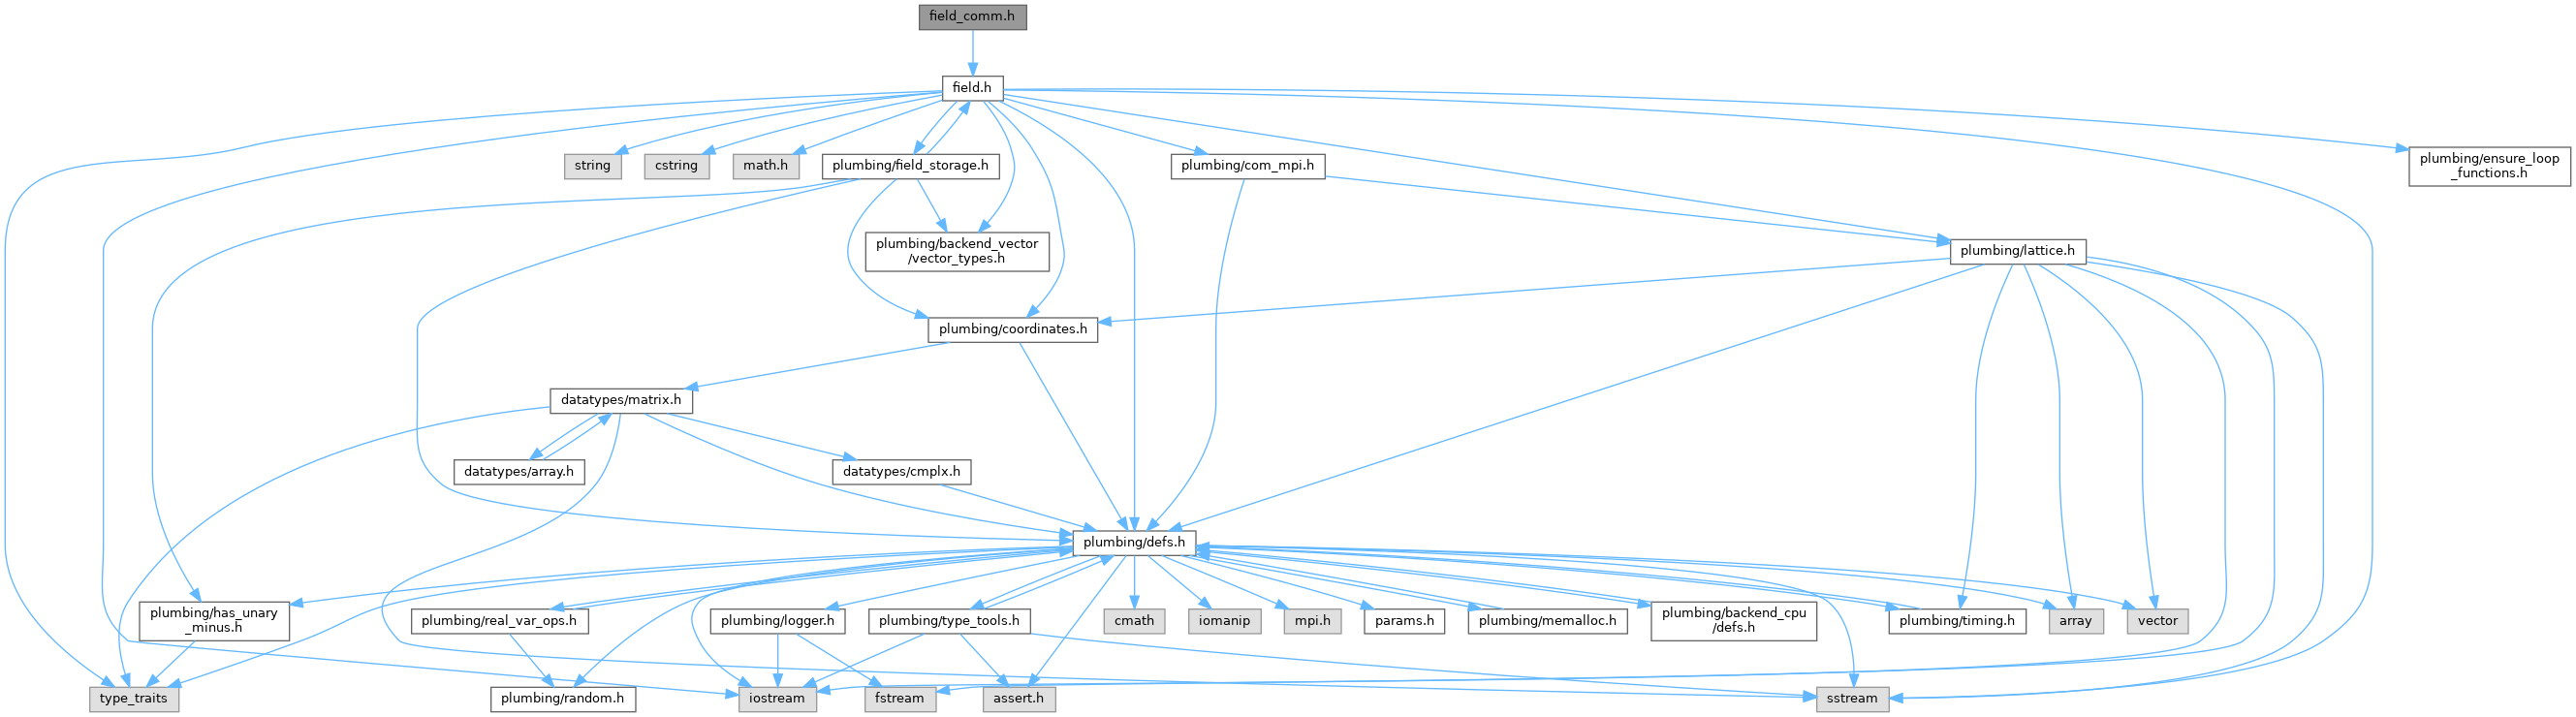 field_comm.h
field.h
string
cstring
math.h
plumbing/field_storage.h
plumbing/com_mpi.h
plumbing/ensure_loop
_functions.h
plumbing/backend_vector
/vector_types.h
plumbing/lattice.h
plumbing/coordinates.h
datatypes/matrix.h
datatypes/array.h
datatypes/cmplx.h
plumbing/defs.h
plumbing/has_unary
_minus.h
plumbing/real_var_ops.h
plumbing/logger.h
plumbing/type_tools.h
cmath
iomanip
mpi.h
params.h
plumbing/memalloc.h
plumbing/backend_cpu
/defs.h
plumbing/timing.h
array
vector
type_traits
plumbing/random.h
iostream
fstream
assert.h
sstream